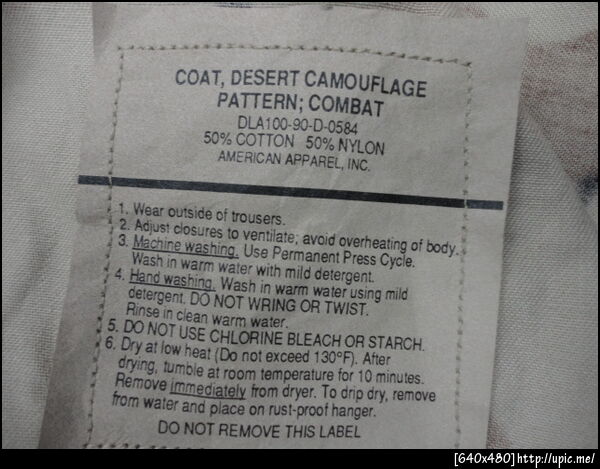 COAT, DESERT CAMOUFLAGE
PATTERN; COMBAT
DLA100-90-D-0584
50% COTTON 50% NYLON
AMERICAN APPAREL, INC.
1. Wear outside of trousers.
2. Adjust closures to ventilate; avoid overheating of body.
3. Machine washing. Use Permanent Press Cycle.
Wash in warm water with mild detergent.
4. Hand washing. Wash in warm water using mild
detergent. DO NOT WRING OR TWIST.
Rinse in clean warm water.
5. DO NOT USE CHLORINE BLEACH OR STARCH.
6. Dry at low heat (Do not exceed 130°F). After
drying, tumble at room temperature for 10 minutes.
Remove immediately from dryer. To drip dry, remove
from water and place on rust-proof hanger.
DO NOT REMOVE THIS LABEL
[640x480]http://upic.me/